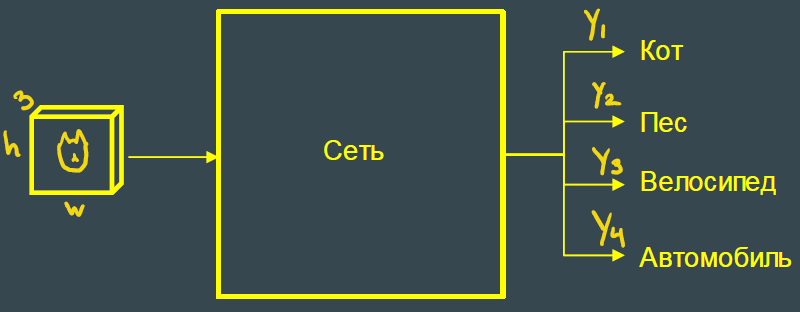 Y1
Кот
3
Y2
Пес
h
Сеть
Y3
Велосипед
w
Y4
Автомобиль